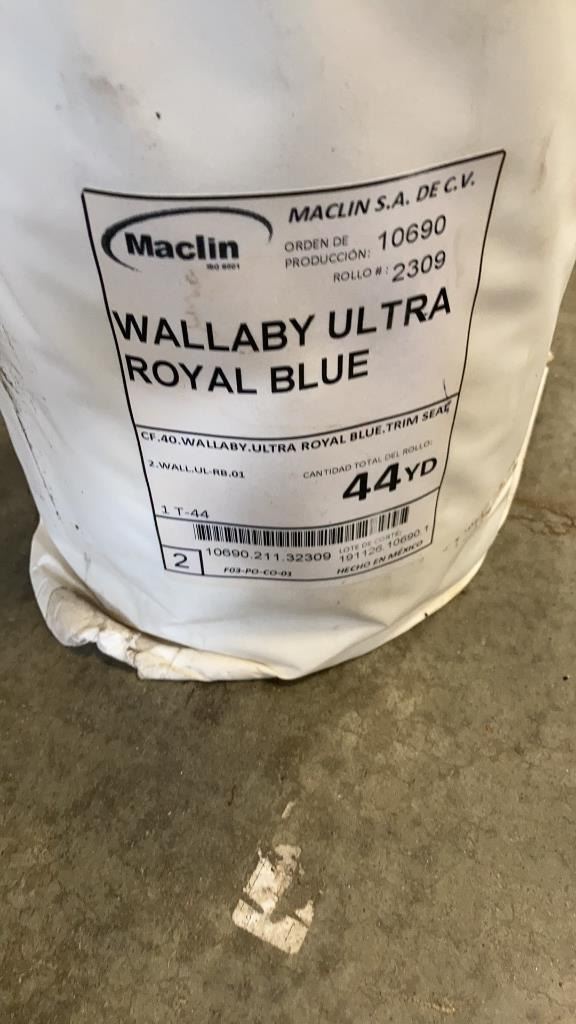 Maclin
ISO 9001
MACLIN S.A. DE C.V.
ORDEN DE
PRODUCCIÓN: 10690
ROLLO #: 2309
WALLABY ULTRA
ROYAL BLUE
CF.40.WALLABY.ULTRA ROYAL BLUE.TRIM SEAL
2.WALL.UL-RB.01
CANTIDAD TOTAL DEL ROLLO:
44YD
1 T-44
2
10690.211.32309
LOTE DE CORTE:
191126.10690.1
F03-PO-CO-01
HECHO EN MÉXICO